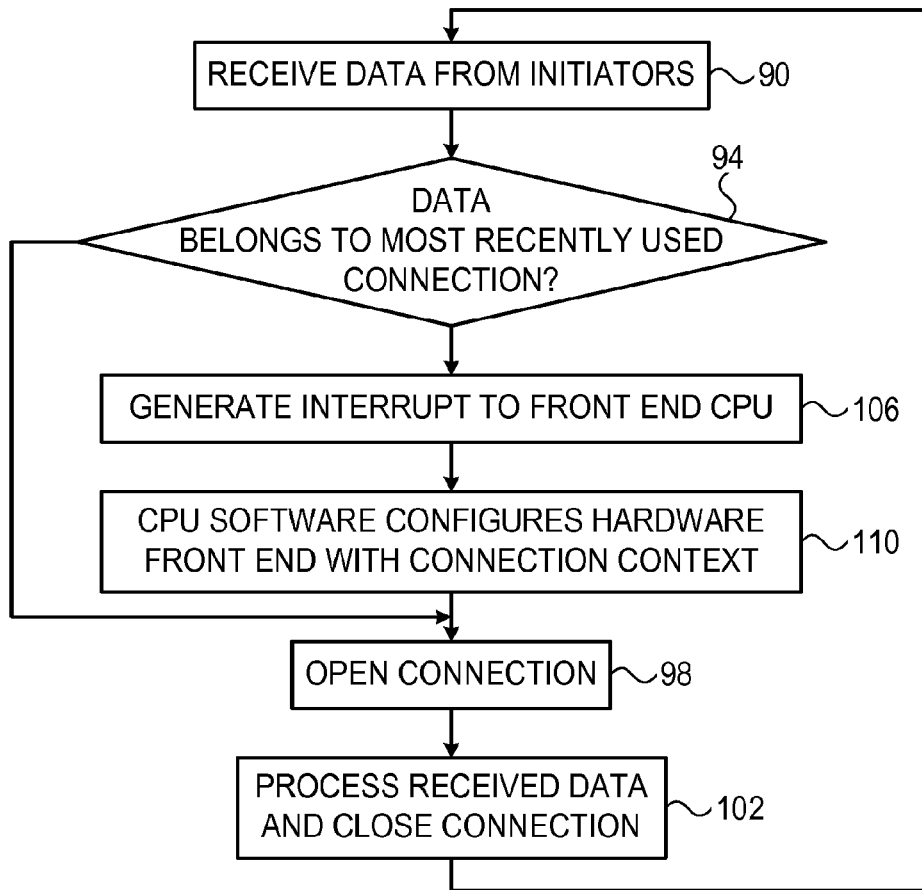 RECEIVE DATA FROM INITIATORS
90
94
DATA
BELONGS TO MOST RECENTLY USED
CONNECTION?
GENERATE INTERRUPT TO FRONT END CPU
106
CPU SOFTWARE CONFIGURES HARDWARE
FRONT END WITH CONNECTION CONTEXT
110
OPEN CONNECTION
98
PROCESS RECEIVED DATA
AND CLOSE CONNECTION
102